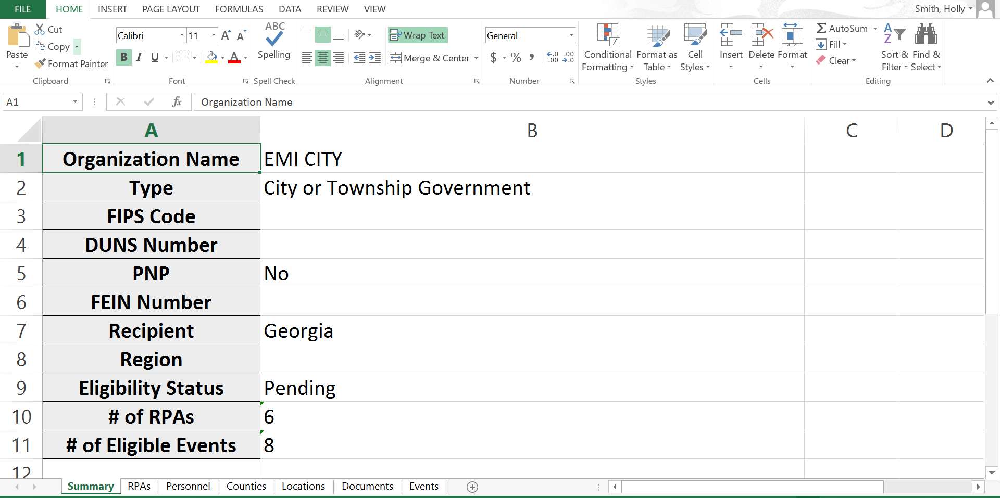 FILE HOME INSERT PAGE LAYOUT FORMULAS DATA REVIEW VIEW Smith, Holly
Paste
Cut
Copy
Format Painter
Clipboard
Calibri 11
B I U A
Font
ABC
Spelling
Spell Check
Wrap Text
Merge & Center
Alignment
General
$ % , .0 .00 .00 .0
Number
Conditional Formatting
Format as Table
Cell Styles
Styles
Insert Delete Format
Cells
AutoSum
Fill
Clear
A Z
Sort & Filter
Find & Select
Editing
A1 fx Organization Name
A B C D
1 Organization Name EMI CITY
2 Type City or Township Government
3 FIPS Code
4 DUNS Number
5 PNP No
6 FEIN Number
7 Recipient Georgia
8 Region
9 Eligibility Status Pending
10 # of RPAs 6
11 # of Eligible Events 8
12
Summary RPAs Personnel Counties Locations Documents Events